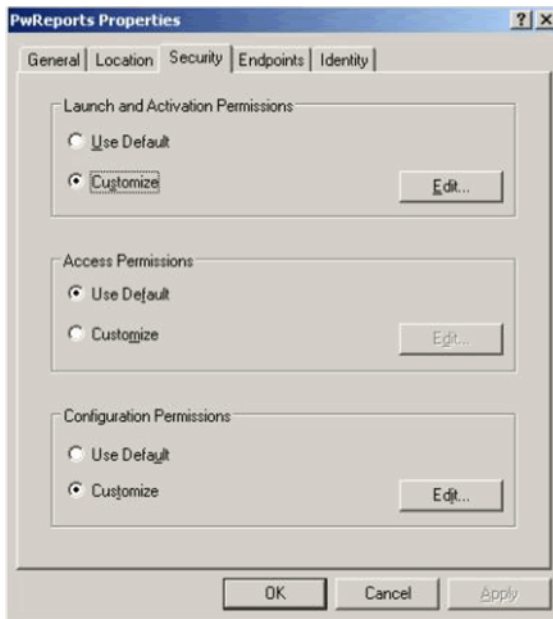 PwReports Properties
General Location Security Endpoints Identity
Launch and Activation Permissions
Use Default
Customize
Edit...
Access Permissions
Use Default
Customize
Edit...
Configuration Permissions
Use Default
Customize
Edit...
OK Cancel Apply